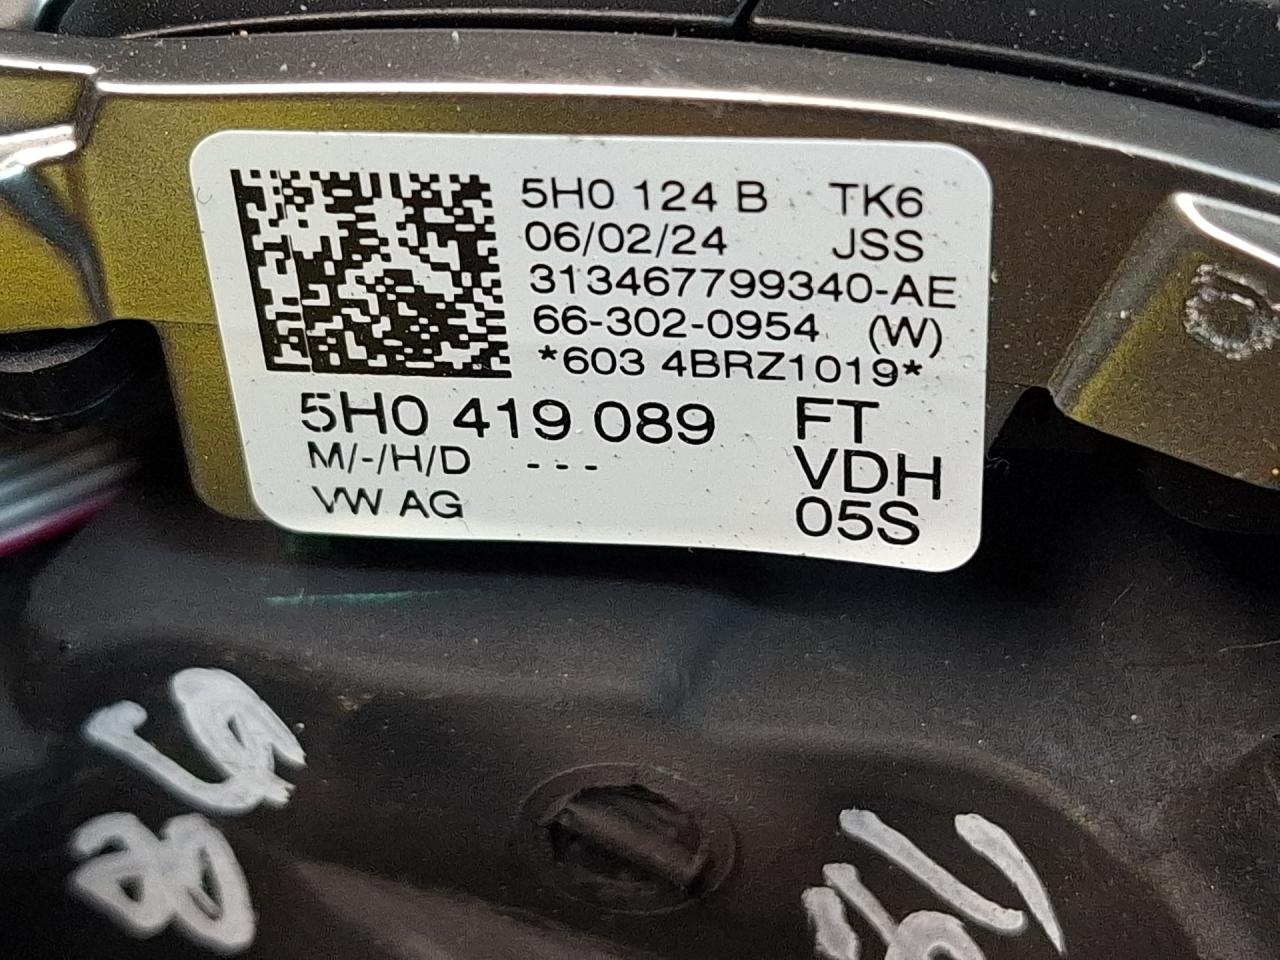 5H0 124 B TK6
06/02/24 JSS
313467799340-AE
66-302-0954 (W)
*603 4BRZ1019*
5H0 419 089 FT
M/-/H/D --- VDH
VW AG 05S